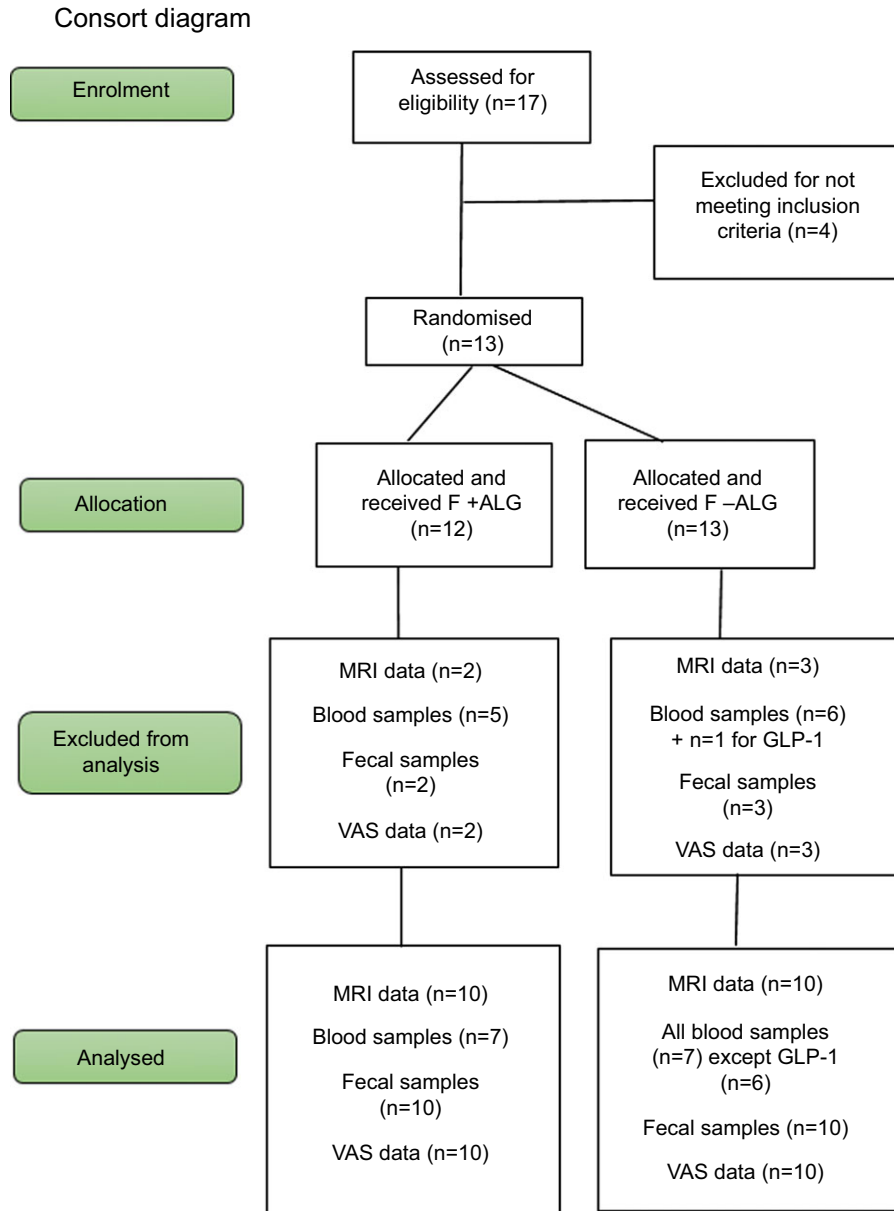 Consort diagram
Enrolment
Assessed for
eligibility (n=17)
Excluded for not
meeting inclusion
criteria (n=4)
Randomised
(n=13)
Allocation
Allocated and
received F +ALG
(n=12)
Allocated and
received F –ALG
(n=13)
Excluded from
analysis
MRI data (n=2)
Blood samples (n=5)
Fecal samples
(n=2)
VAS data (n=2)
MRI data (n=3)
Blood samples (n=6)
+ n=1 for GLP-1
Fecal samples
(n=3)
VAS data (n=3)
Analysed
MRI data (n=10)
Blood samples (n=7)
Fecal samples
(n=10)
VAS data (n=10)
MRI data (n=10)
All blood samples
(n=7) except GLP-1
(n=6)
Fecal samples (n=10)
VAS data (n=10)